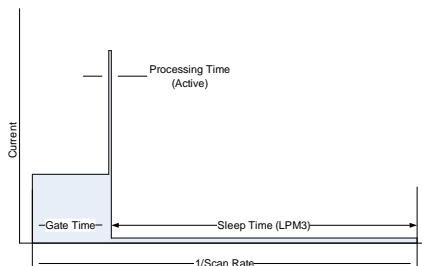 Processing Time
(Active)
Current
Gate Time
Sleep Time (LPM3)
1/Scan Rate